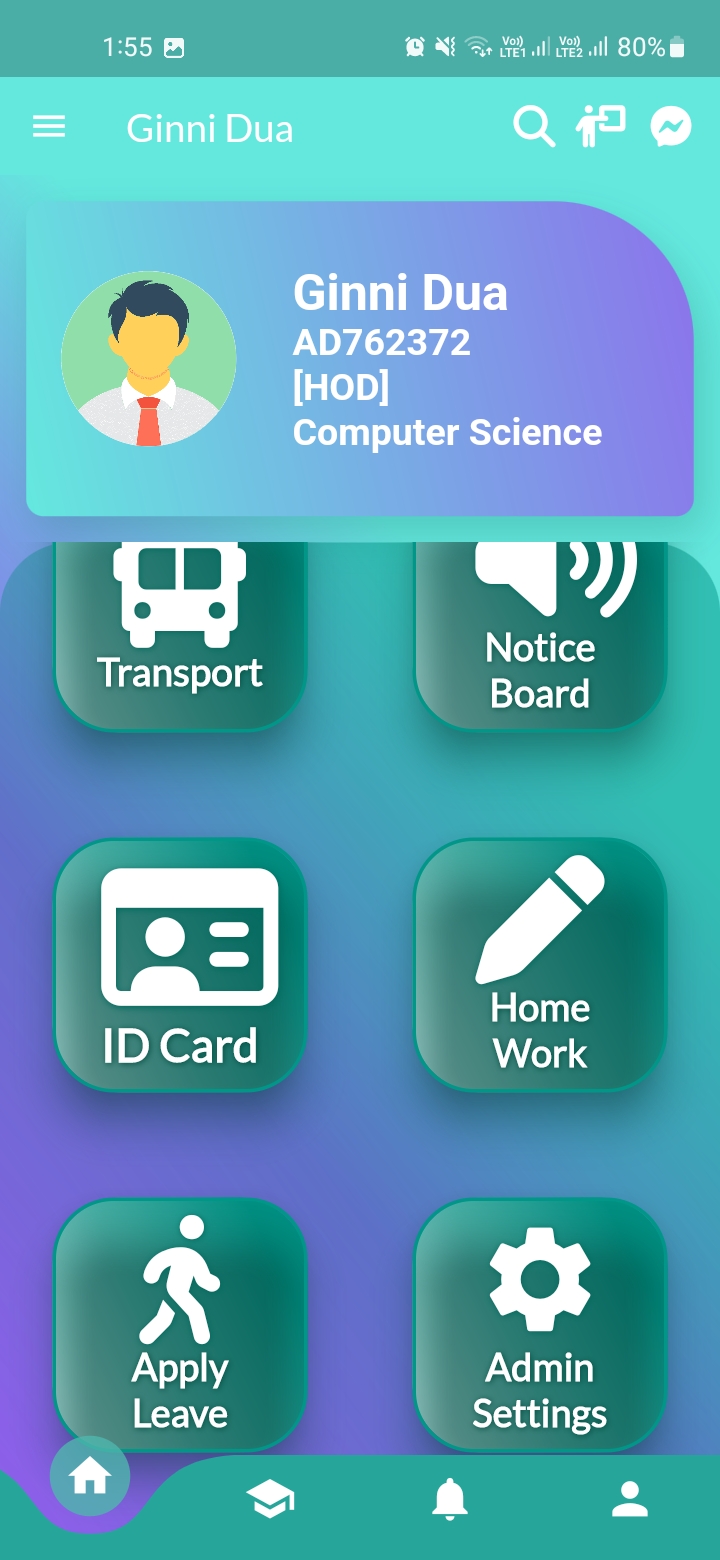 1:55
Vo)) LTE1 Vo)) LTE2 80%
Ginni Dua
Ginni Dua
AD762372
[HOD]
Computer Science
Transport
Notice
Board
ID Card
Home
Work
Apply
Leave
Admin
Settings